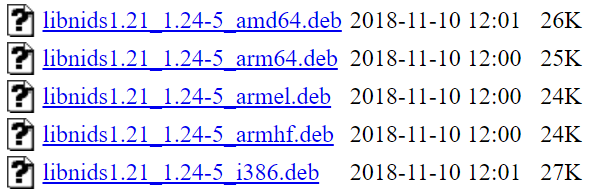 libnids1.21_1.24-5_amd64.deb 2018-11-10 12:01 26K
libnids1.21_1.24-5_arm64.deb 2018-11-10 12:00 25K
libnids1.21_1.24-5_armel.deb 2018-11-10 12:00 24K
libnids1.21_1.24-5_armhf.deb 2018-11-10 12:00 24K
libnids1.21_1.24-5_i386.deb 2018-11-10 12:01 27K